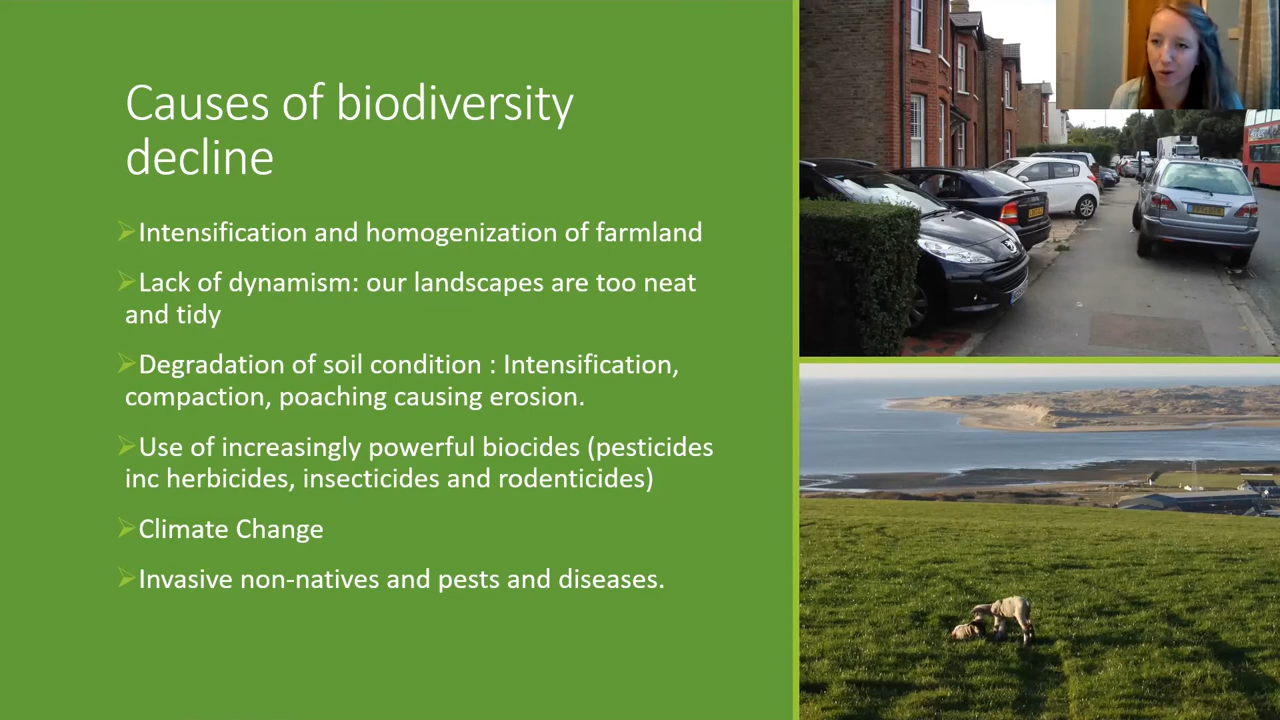 Causes of biodiversity
decline
Intensification and homogenization of farmland
Lack of dynamism: our landscapes are too neat
and tidy
Degradation of soil condition : Intensification,
compaction, poaching causing erosion.
Use of increasingly powerful biocides (pesticides
inc herbicides, insecticides and rodenticides)
Climate Change
Invasive non-natives and pests and diseases.